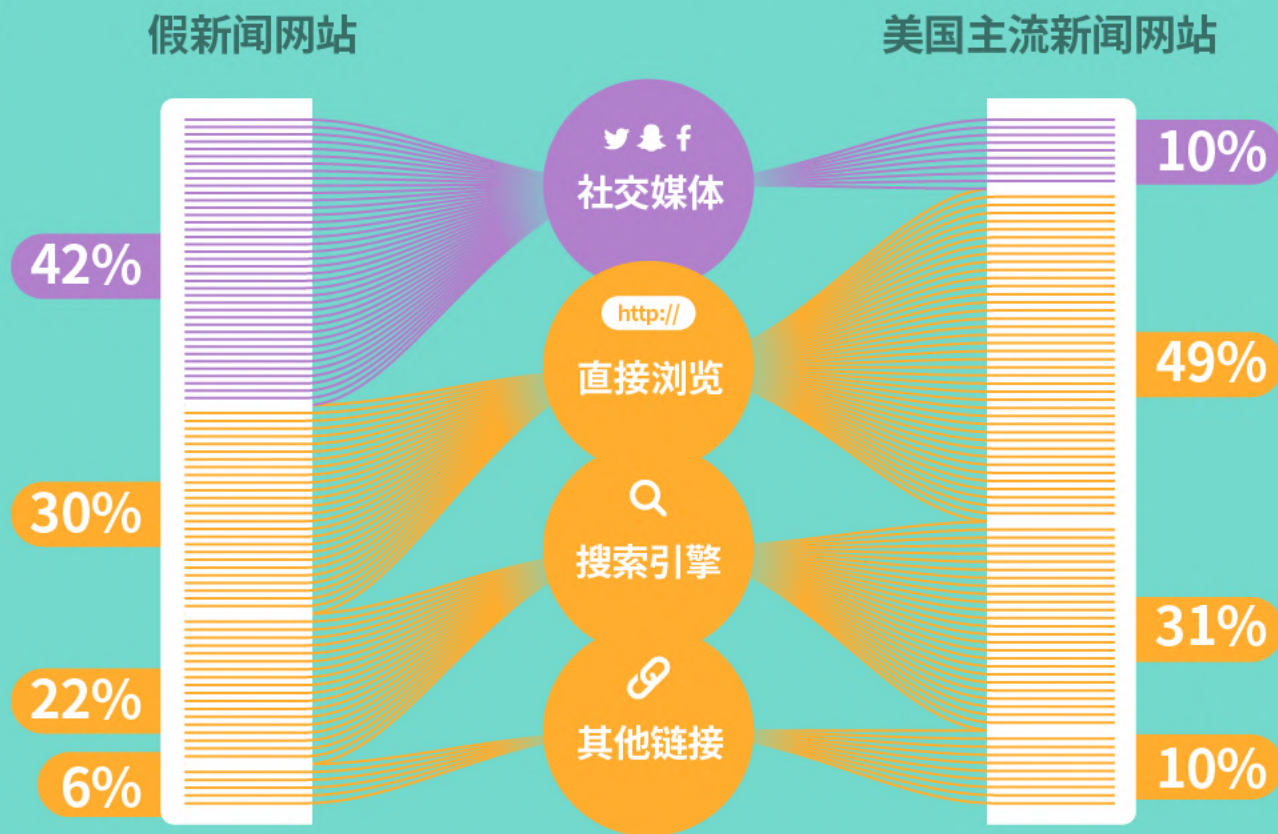 假新闻网站
美国主流新闻网站
社交媒体
10%
42%
http://
直接浏览
49%
30%
搜索引擎
31%
22%
其他链接
6%
10%